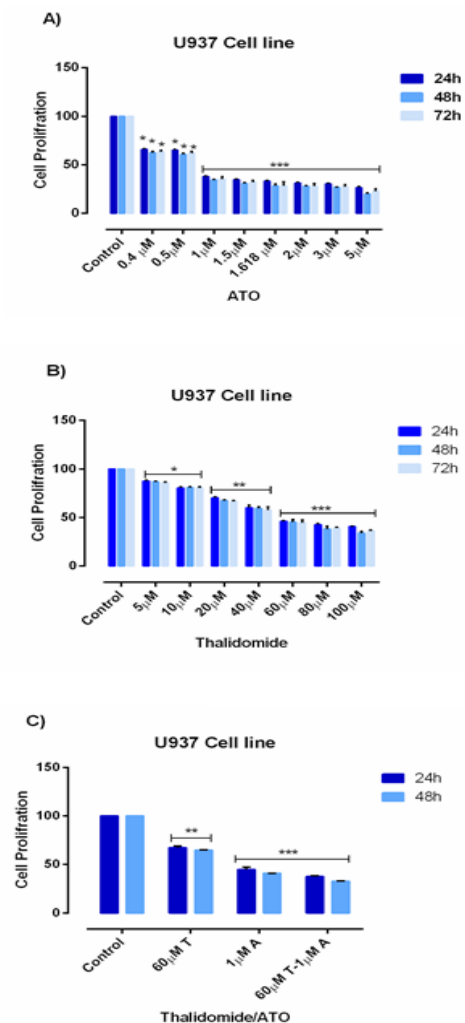 A)
U937 Cell line
24h
48h
72h
Cell Prolifration
150
100
50
0
* * * * * *
***
Control
0.4 μM
0.5μM
1μM
1.5μM
1.618 μM
2μM
3μM
5μM
ATO
B)
U937 Cell line
24h
48h
72h
Cell Prolifration
150
100
50
0
*
**
***
Control
5μM
10μM
20μM
40μM
60μM
80μM
100μM
Thalidomide
C)
U937 Cell line
24h
48h
Cell Prolifration
150
100
50
0
**
***
Control
60μM T
1μM A
60μM T-1μM A
Thalidomide/ATO